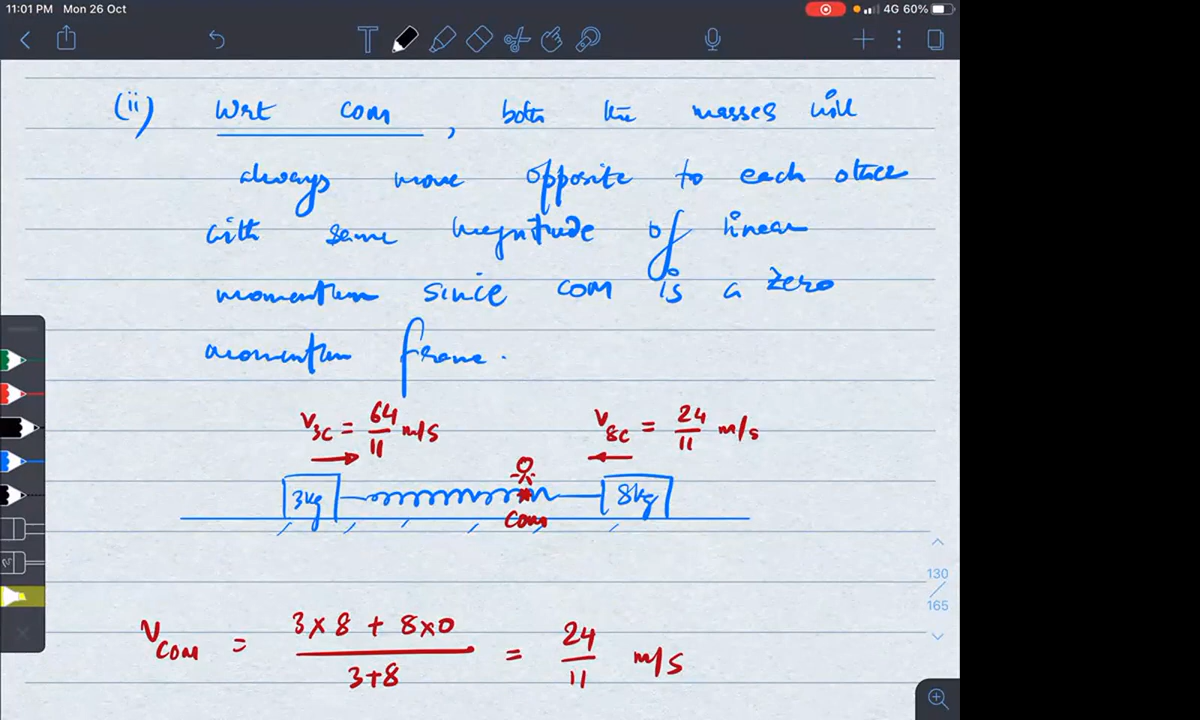 11:01 PM Mon 26 Oct
4G 60%
(ii) Wrt com, both the masses will
always move opposite to each other
with same magnitude of linear
momentum since com is a zero
momentum frame.
V3C = 64/11 m/s V8C = 24/11 m/s
3kg 8kg
com
130
165
VCOM = 3×8 + 8×0 / 3+8 = 24/11 m/s